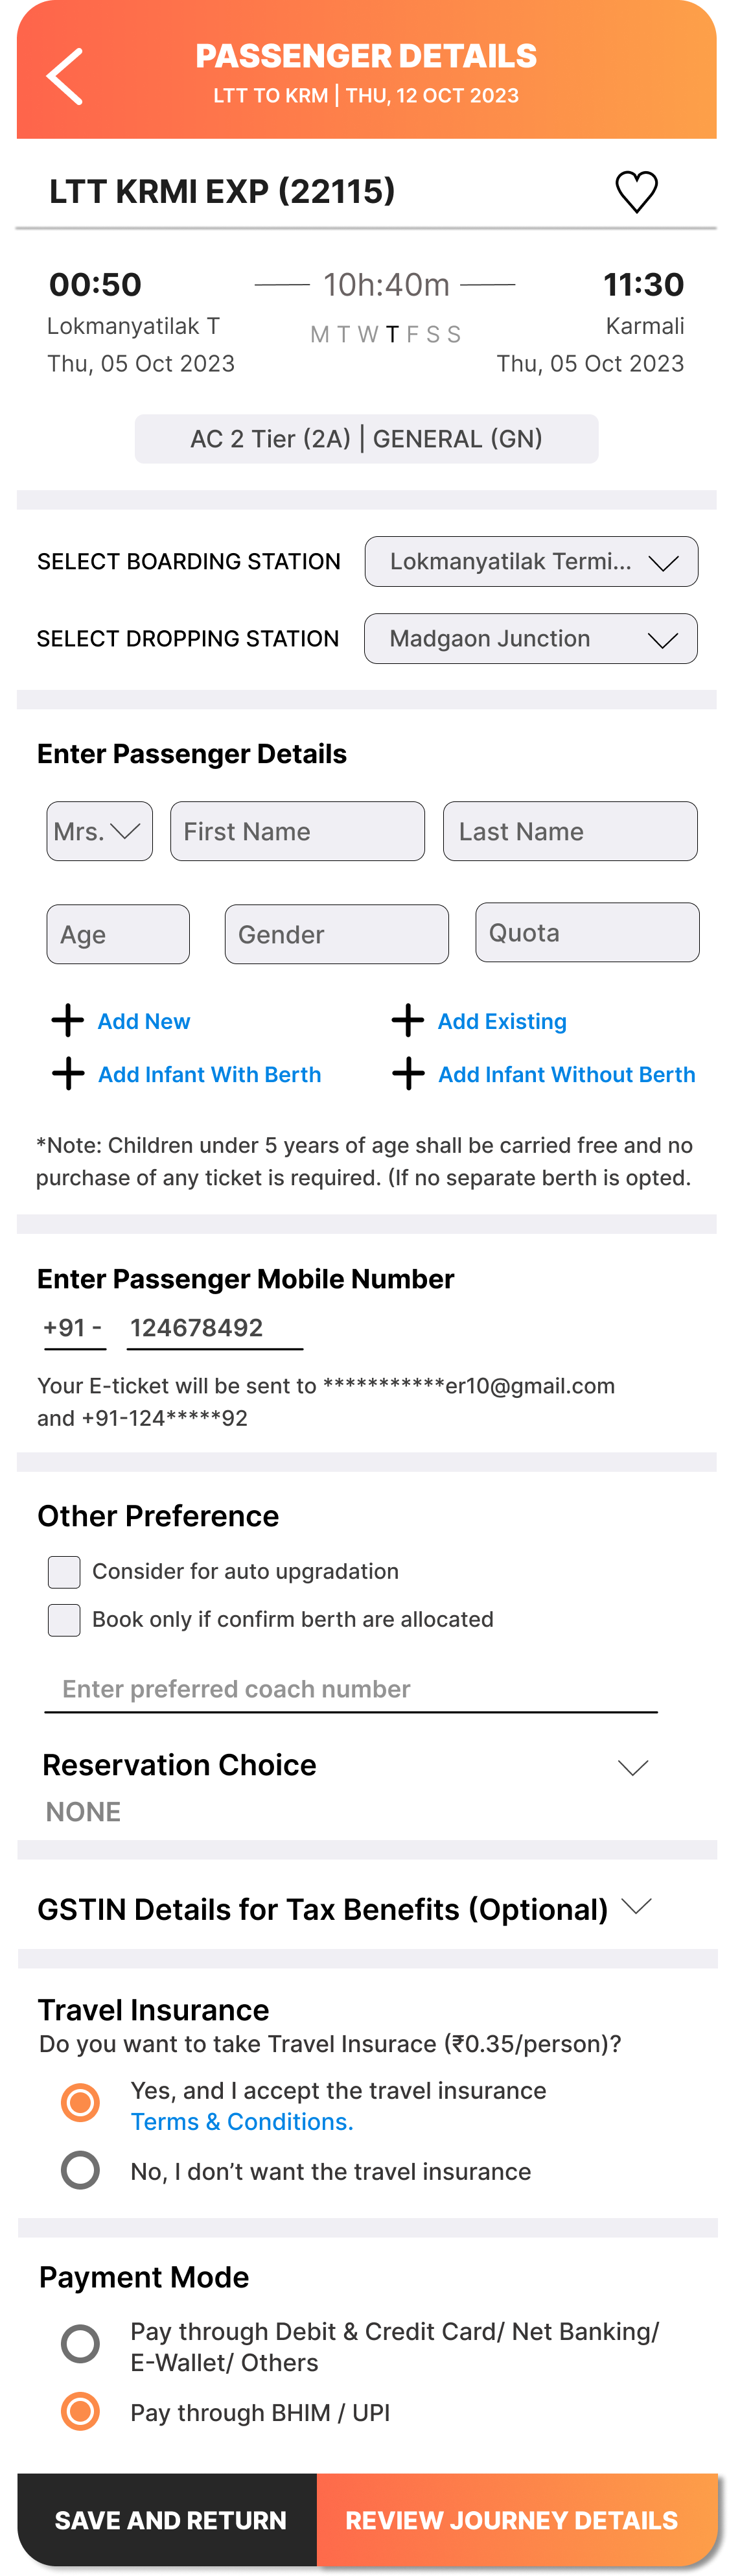 PASSENGER DETAILS
LTT TO KRM | THU, 12 OCT 2023
LTT KRMI EXP (22115)
00:50 10h:40m 11:30
Lokmanyatilak T M T W T F S S Karmali
Thu, 05 Oct 2023 Thu, 05 Oct 2023
AC 2 Tier (2A) | GENERAL (GN)
SELECT BOARDING STATION Lokmanyatilak Termi...
SELECT DROPPING STATION Madgaon Junction
Enter Passenger Details
Mrs. First Name Last Name
Age Gender Quota
Add New Add Existing
Add Infant With Berth Add Infant Without Berth
*Note: Children under 5 years of age shall be carried free and no
purchase of any ticket is required. (If no separate berth is opted.
Enter Passenger Mobile Number
+91 - 124678492
Your E-ticket will be sent to ***********er10@gmail.com
and +91-124*****92
Other Preference
Consider for auto upgradation
Book only if confirm berth are allocated
Enter preferred coach number
Reservation Choice
NONE
GSTIN Details for Tax Benefits (Optional)
Travel Insurance
Do you want to take Travel Insurace (₹0.35/person)?
Yes, and I accept the travel insurance
Terms & Conditions.
No, I don’t want the travel insurance
Payment Mode
Pay through Debit & Credit Card/ Net Banking/
E-Wallet/ Others
Pay through BHIM / UPI
SAVE AND RETURN REVIEW JOURNEY DETAILS